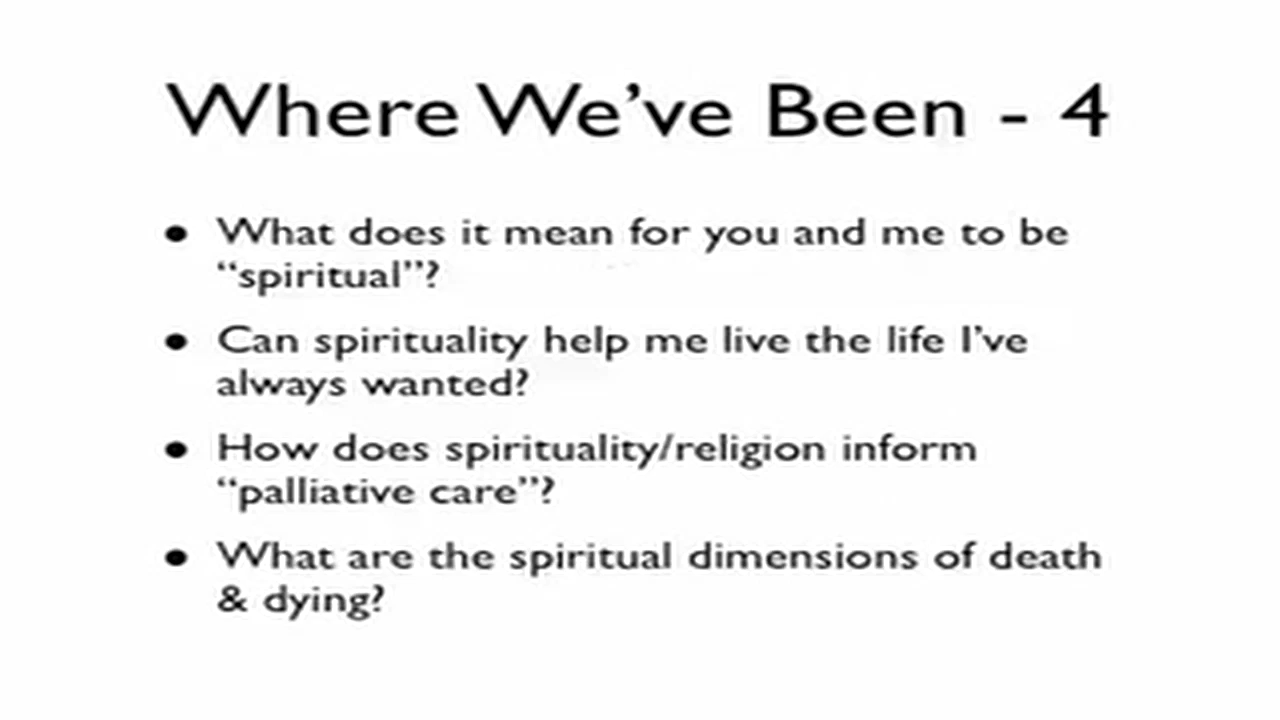 Where We’ve Been - 4
• What does it mean for you and me to be
“spiritual”?
• Can spirituality help me live the life I’ve
always wanted?
• How does spirituality/religion inform
“palliative care”?
• What are the spiritual dimensions of death
& dying?